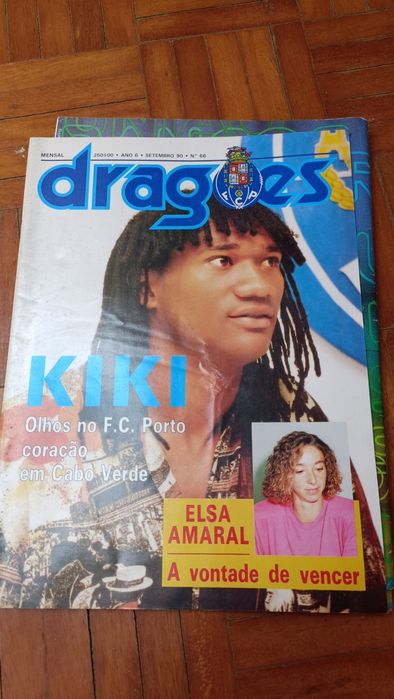 MENSAL 250$00 • ANO 6 • SETEMBRO 90 • Nº 66
dragões
KIKI
Olhos no F.C. Porto
coração
em Cabo Verde
ELSA
AMARAL
A vontade de vencer